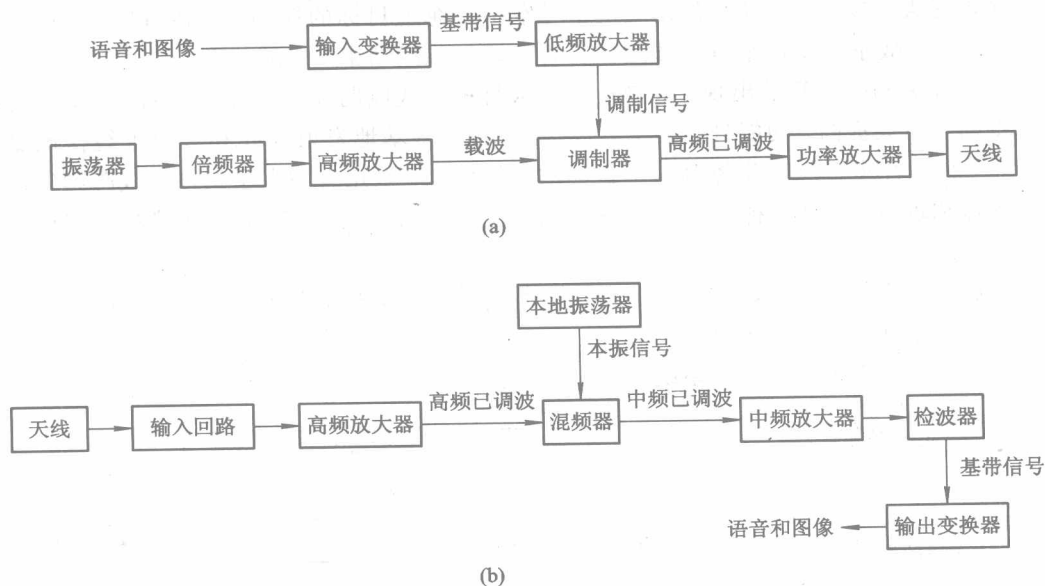 基带信号
语音和图像
输入变换器
低频放大器
调制信号
振荡器
倍频器
高频放大器
载波
调制器
高频已调波
功率放大器
天线
(a)
本地振荡器
本振信号
天线
输入回路
高频放大器
高频已调波
混频器
中频已调波
中频放大器
检波器
基带信号
语音和图像
输出变换器
(b)